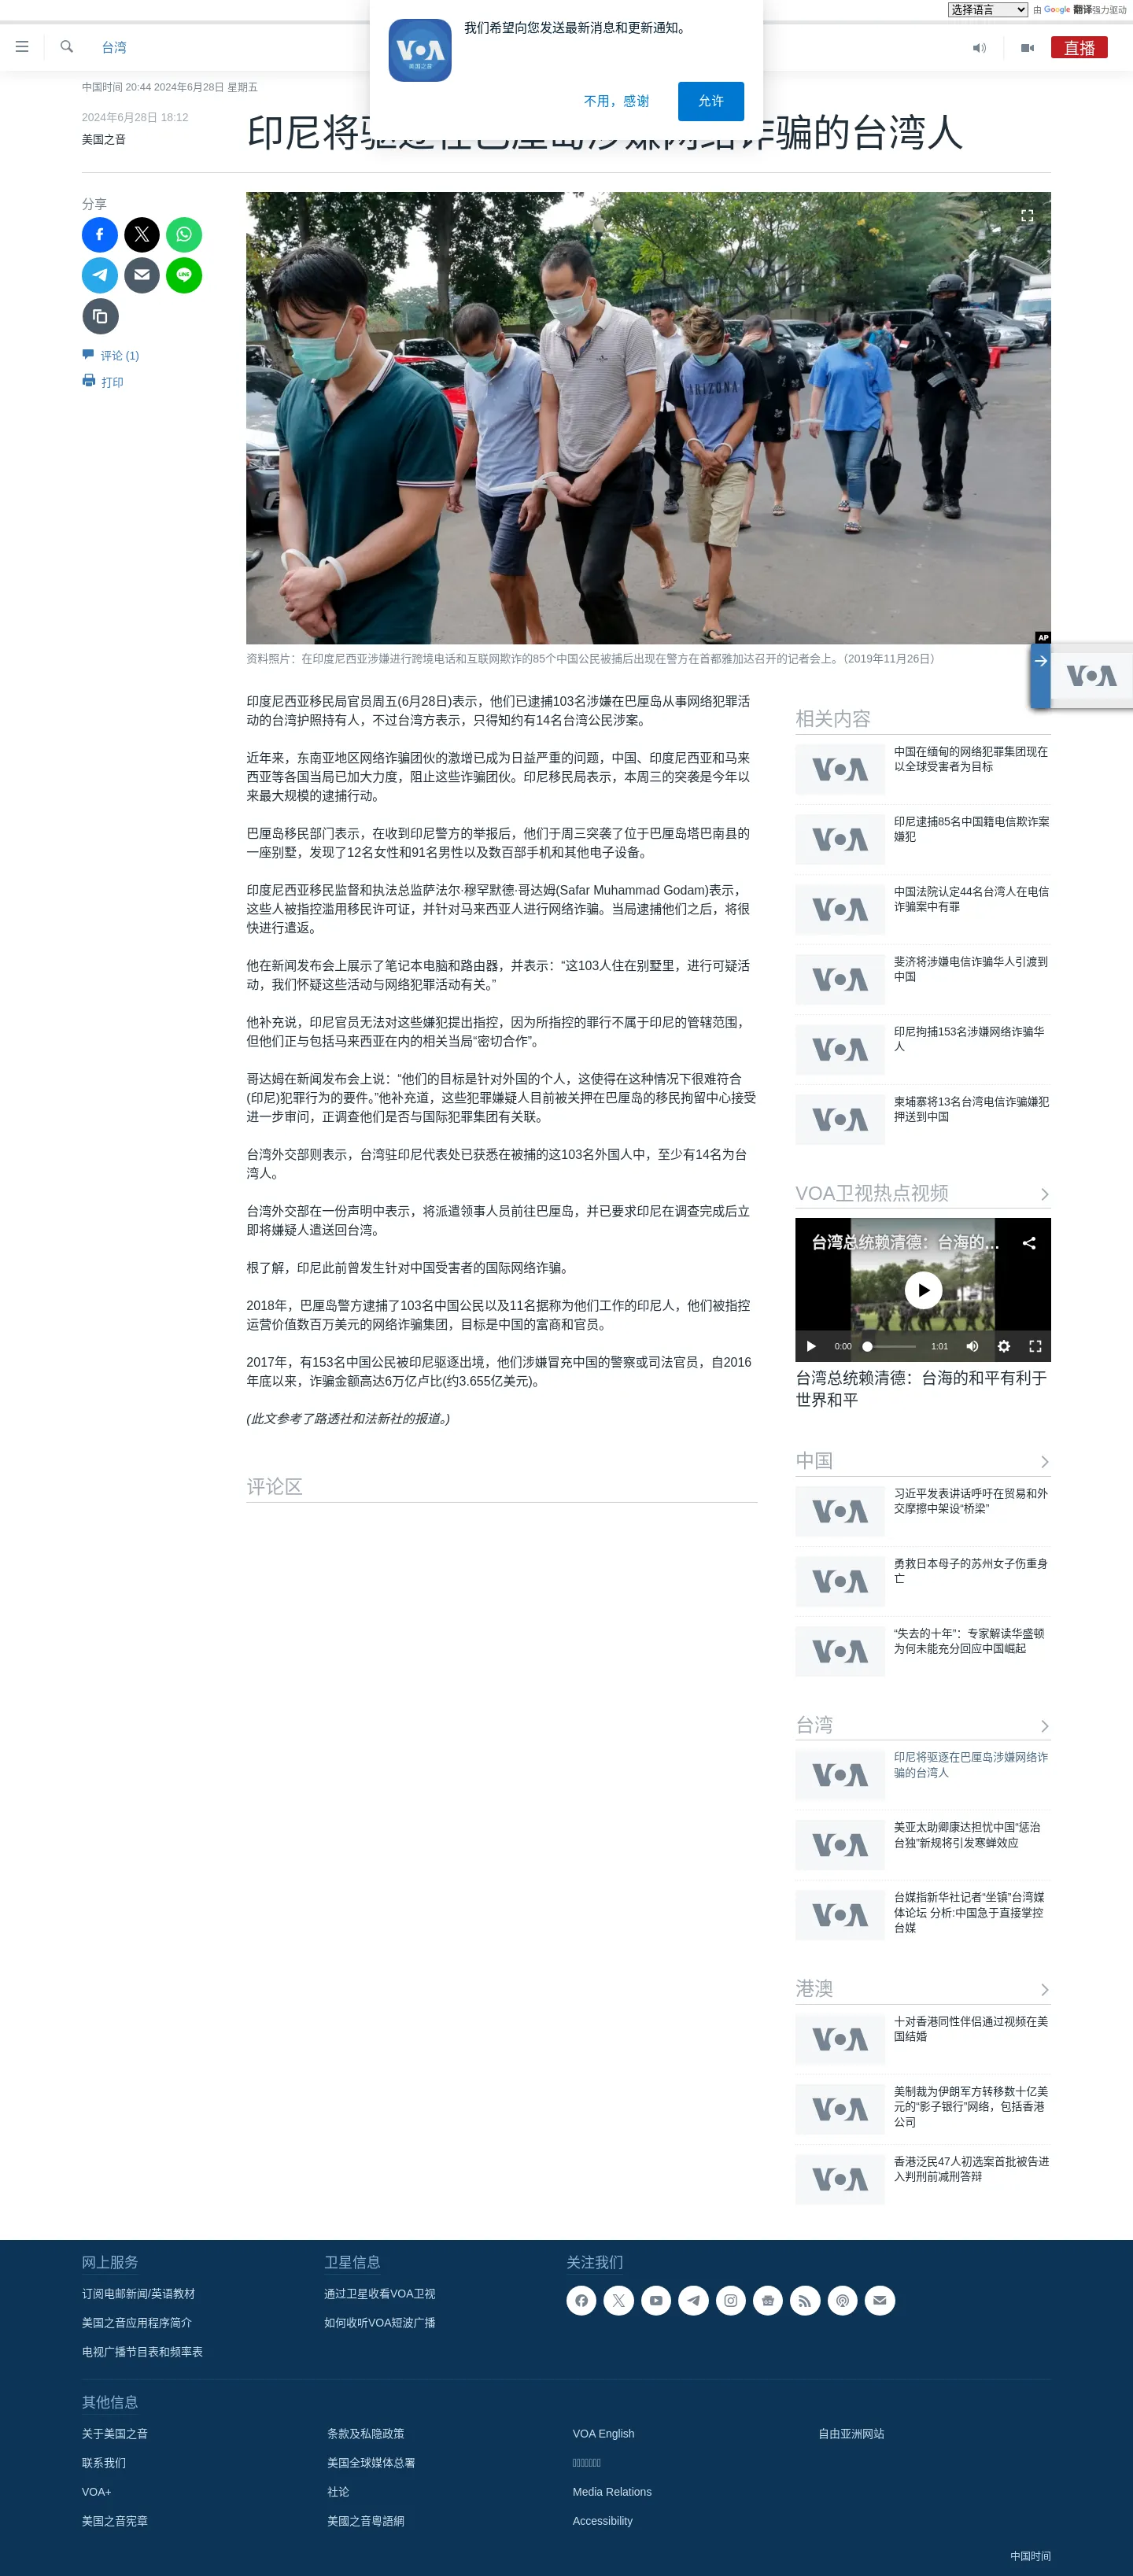 选择语言 由 Google 翻译强力驱动
我们希望向您发送最新消息和更新通知。
VOA
美国之音
不用，感谢
允许
台湾
直播
中国时间 20:44 2024年6月28日 星期五
2024年6月28日 18:12
美国之音
印尼将驱逐在巴厘岛涉嫌网络诈骗的台湾人
分享
评论 (1)
打印
ARIZONA
AP
资料照片：在印度尼西亚涉嫌进行跨境电话和互联网欺诈的85个中国公民被捕后出现在警方在首都雅加达召开的记者会上。（2019年11月26日）
VOA
印度尼西亚移民局官员周五(6月28日)表示，他们已逮捕103名涉嫌在巴厘岛从事网络犯罪活
动的台湾护照持有人，不过台湾方表示，只得知约有14名台湾公民涉案。
近年来，东南亚地区网络诈骗团伙的激增已成为日益严重的问题，中国、印度尼西亚和马来
西亚等各国当局已加大力度，阻止这些诈骗团伙。印尼移民局表示，本周三的突袭是今年以
来最大规模的逮捕行动。
巴厘岛移民部门表示，在收到印尼警方的举报后，他们于周三突袭了位于巴厘岛塔巴南县的
一座别墅，发现了12名女性和91名男性以及数百部手机和其他电子设备。
印度尼西亚移民监督和执法总监萨法尔·穆罕默德·哥达姆(Safar Muhammad Godam)表示，
这些人被指控滥用移民许可证，并针对马来西亚人进行网络诈骗。当局逮捕他们之后，将很
快进行遣返。
他在新闻发布会上展示了笔记本电脑和路由器，并表示：“这103人住在别墅里，进行可疑活
动，我们怀疑这些活动与网络犯罪活动有关。”
他补充说，印尼官员无法对这些嫌犯提出指控，因为所指控的罪行不属于印尼的管辖范围，
但他们正与包括马来西亚在内的相关当局“密切合作”。
哥达姆在新闻发布会上说：“他们的目标是针对外国的个人，这使得在这种情况下很难符合
(印尼)犯罪行为的要件。”他补充道，这些犯罪嫌疑人目前被关押在巴厘岛的移民拘留中心接受
进一步审问，正调查他们是否与国际犯罪集团有关联。
台湾外交部则表示，台湾驻印尼代表处已获悉在被捕的这103名外国人中，至少有14名为台
湾人。
台湾外交部在一份声明中表示，将派遣领事人员前往巴厘岛，并已要求印尼在调查完成后立
即将嫌疑人遣送回台湾。
根了解，印尼此前曾发生针对中国受害者的国际网络诈骗。
2018年，巴厘岛警方逮捕了103名中国公民以及11名据称为他们工作的印尼人，他们被指控
运营价值数百万美元的网络诈骗集团，目标是中国的富商和官员。
2017年，有153名中国公民被印尼驱逐出境，他们涉嫌冒充中国的警察或司法官员，自2016
年底以来，诈骗金额高达6万亿卢比(约3.655亿美元)。
(此文参考了路透社和法新社的报道。)
评论区
相关内容
VOA
中国在缅甸的网络犯罪集团现在
以全球受害者为目标
VOA
印尼逮捕85名中国籍电信欺诈案
嫌犯
VOA
中国法院认定44名台湾人在电信
诈骗案中有罪
VOA
斐济将涉嫌电信诈骗华人引渡到
中国
VOA
印尼拘捕153名涉嫌网络诈骗华
人
VOA
柬埔寨将13名台湾电信诈骗嫌犯
押送到中国
VOA卫视热点视频
台湾总统赖清德：台海的...
0:00
1:01
台湾总统赖清德：台海的和平有利于
世界和平
中国
VOA
习近平发表讲话呼吁在贸易和外
交摩擦中架设“桥梁”
VOA
勇救日本母子的苏州女子伤重身
亡
VOA
“失去的十年”：专家解读华盛顿
为何未能充分回应中国崛起
台湾
VOA
印尼将驱逐在巴厘岛涉嫌网络诈
骗的台湾人
VOA
美亚太助卿康达担忧中国“惩治
台独”新规将引发寒蝉效应
VOA
台媒指新华社记者“坐镇”台湾媒
体论坛 分析:中国急于直接掌控
台媒
港澳
VOA
十对香港同性伴侣通过视频在美
国结婚
VOA
美制裁为伊朗军方转移数十亿美
元的“影子银行”网络，包括香港
公司
VOA
香港泛民47人初选案首批被告进
入判刑前减刑答辩
网上服务
订阅电邮新闻/英语教材
美国之音应用程序简介
电视广播节目表和频率表
卫星信息
通过卫星收看VOA卫视
如何收听VOA短波广播
关注我们
其他信息
关于美国之音
联系我们
VOA+
美国之音宪章
条款及私隐政策
美国全球媒体总署
社论
美國之音粵語網
VOA English
Media Relations
Accessibility
自由亚洲网站
中国时间